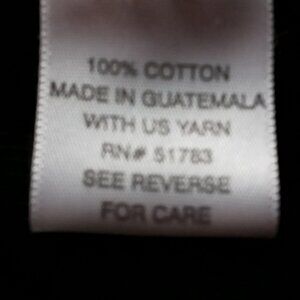 100% COTTON
MADE IN GUATEMALA
WITH US YARN
RN# 51783
SEE REVERSE
FOR CARE